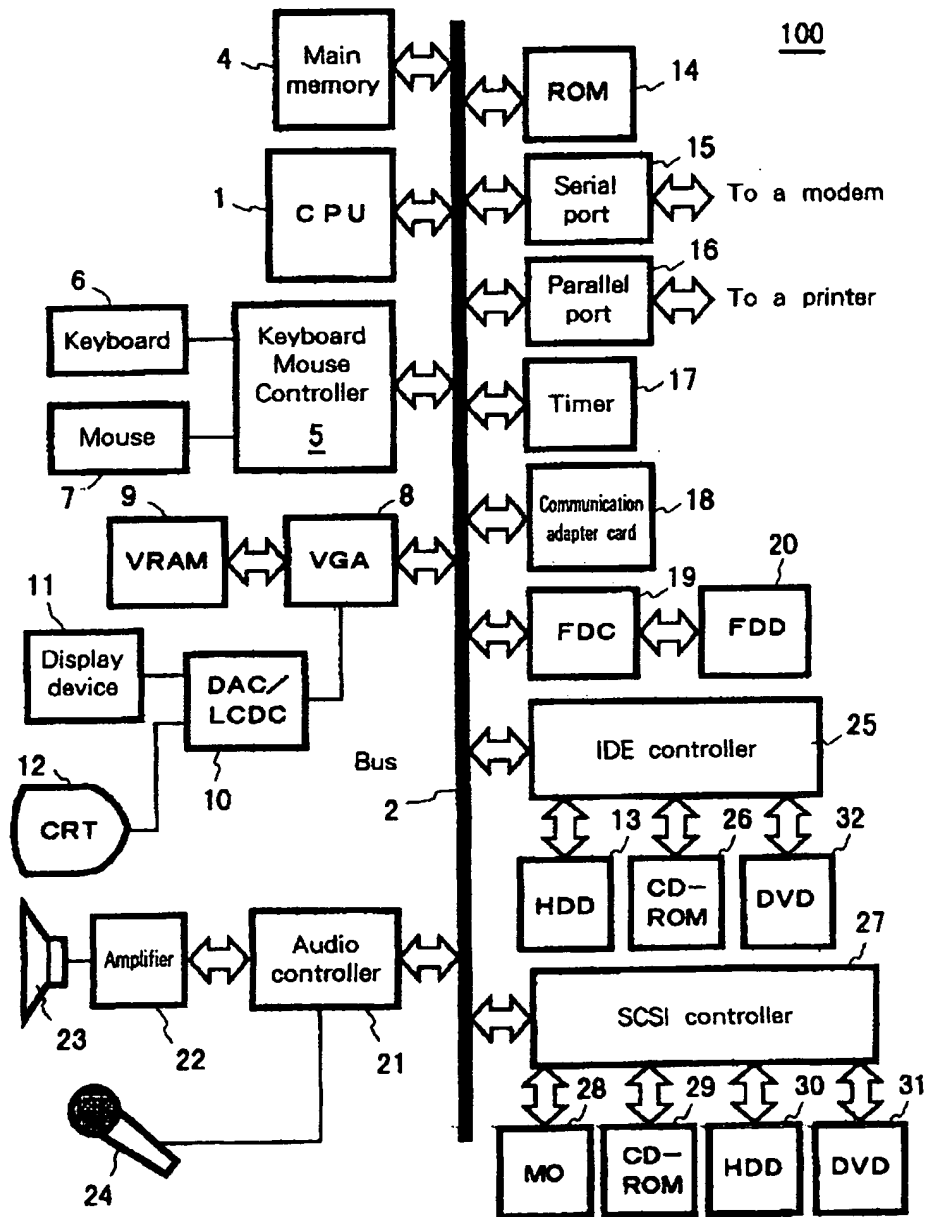 100
4
Main
memory
ROM
14
1
CPU
15
Serial
port
To a modem
16
Parallel
port
To a printer
6
Keyboard
Keyboard
Mouse
Controller
5
Mouse
7
17
Timer
18
Communication
adapter card
9
VRAM
8
VGA
19
FDC
20
FDD
11
Display
device
DAC/
LCDC
10
Bus
2
25
IDE controller
12
CRT
13
HDD
26
CD-
ROM
32
DVD
23
Amplifier
22
Audio
controller
21
27
SCSI controller
24
28
MO
29
CD-
ROM
30
HDD
31
DVD